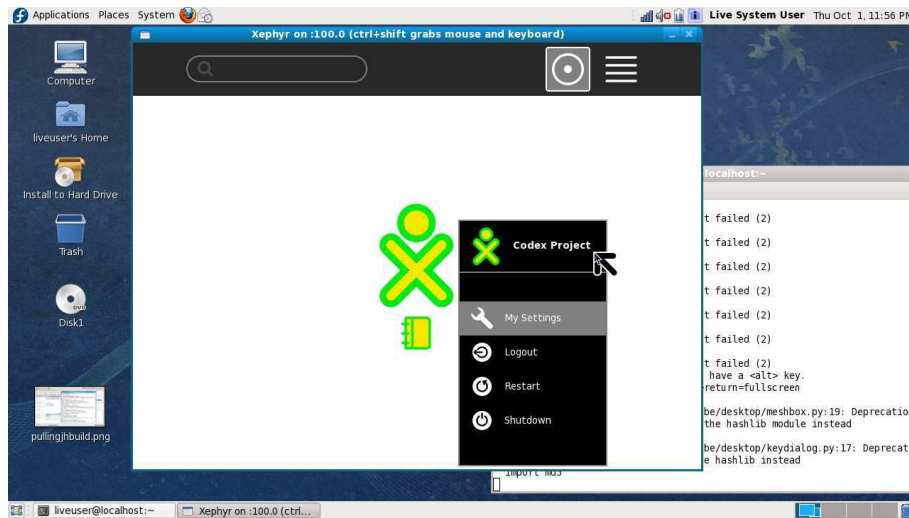 Applications Places System
Live System User Thu Oct 1, 11:56 PM
Xephyr on :100.0 (ctrl+shift grabs mouse and keyboard)
Computer
liveuser's Home
Install to Hard Drive
Trash
DVD
Disk1
pullingjhbuild.png
Codex Project
My Settings
Logout
Restart
Shutdown
localhost:~
t failed (2)
t failed (2)
t failed (2)
t failed (2)
t failed (2)
t failed (2)
t failed (2)
have a <alt> key.
return=fullscreen
be/desktop/meshbox.py:19: Deprecatio
the hashlib module instead
be/desktop/keydialog.py:17: Deprecat
e hashlib instead
import md5
liveuser@localhost:~
Xephyr on :100.0 (ctrl...